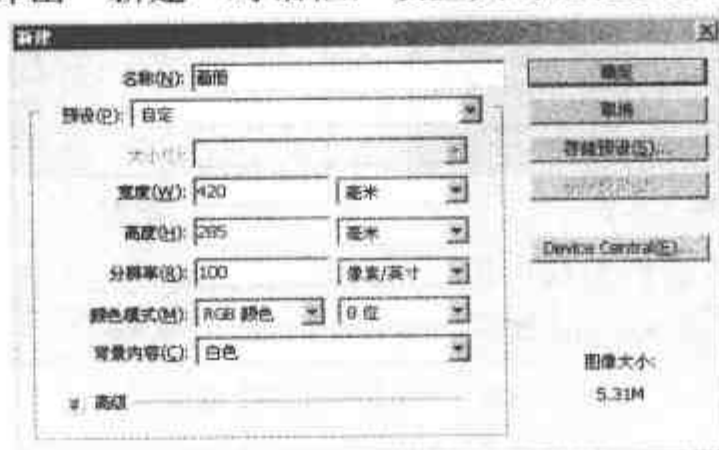 新建
名称(N):
确定
预设(P): 自定
取消
大小(I):
存储预设(S)...
宽度(W): 420 毫米
高度(H): 285 毫米
Device Central(E)...
分辨率(R): 100 像素/英寸
颜色模式(M): RGB 颜色 8 位
背景内容(C): 白色
图像大小:
高级
5.31M